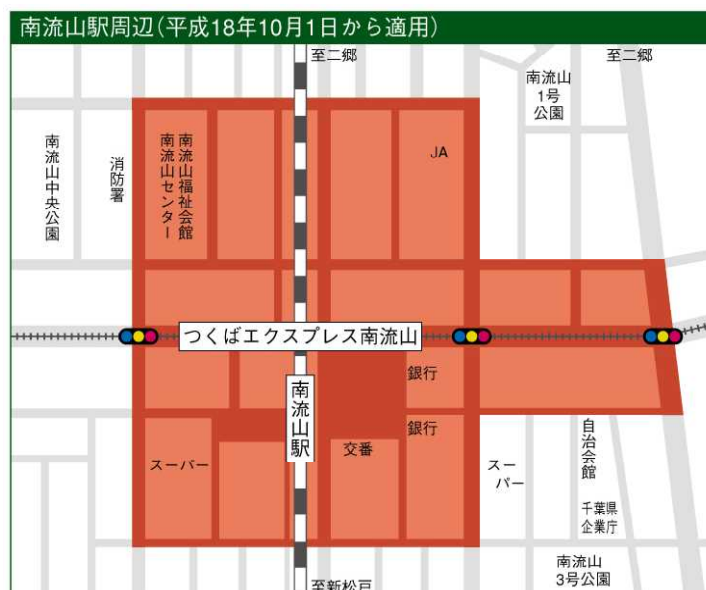 南流山駅周辺(平成18年10月1日から適用)
至二郷
至二郷
南流山
1号
公園
南流山中央公園
消防署
南流山福祉会館
南流山センター
JA
つくばエクスプレス南流山
南流山駅
銀行
銀行
交番
スーパー
スー
パー
自治会館
千葉県
企業庁
南流山
3号公園
至新松戸